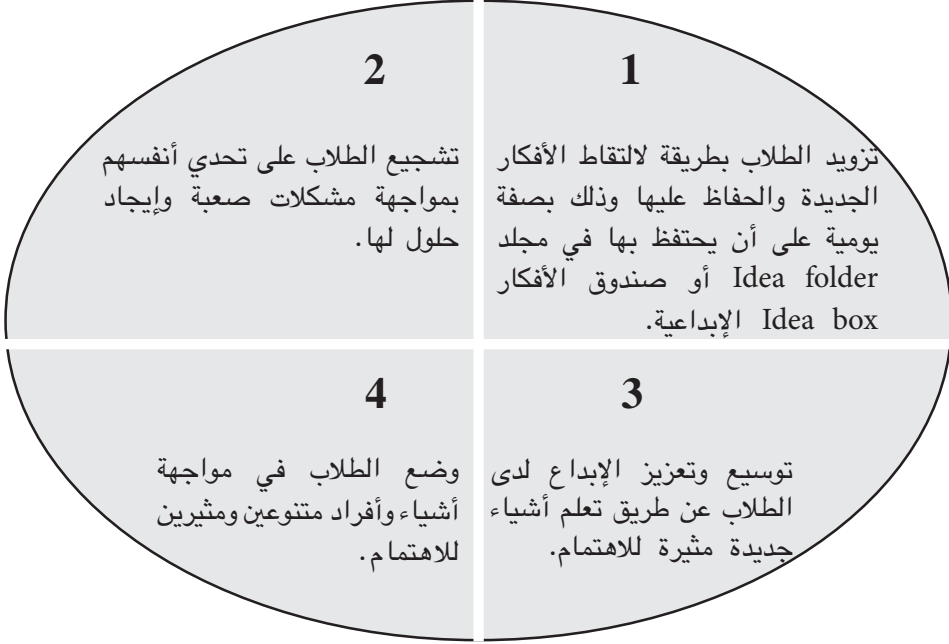 1
تزويد الطلاب بطريقة لالتقاط الأفكار
الجديدة والحفاظ عليها وذلك بصفة
يومية على أن يحتفظ بها في مجلد
Idea folder أو صندوق الأفكار
Idea box الإبداعية.
2
تشجيع الطلاب على تحدي أنفسهم
بمواجهة مشكلات صعبة وإيجاد
حلول لها.
3
توسيع وتعزيز الإبداع لدى
الطلاب عن طريق تعلم أشياء
جديدة مثيرة للاهتمام.
4
وضع الطلاب في مواجهة
أشياء وأفراد متنوعين ومثيرين
للاهتمام.